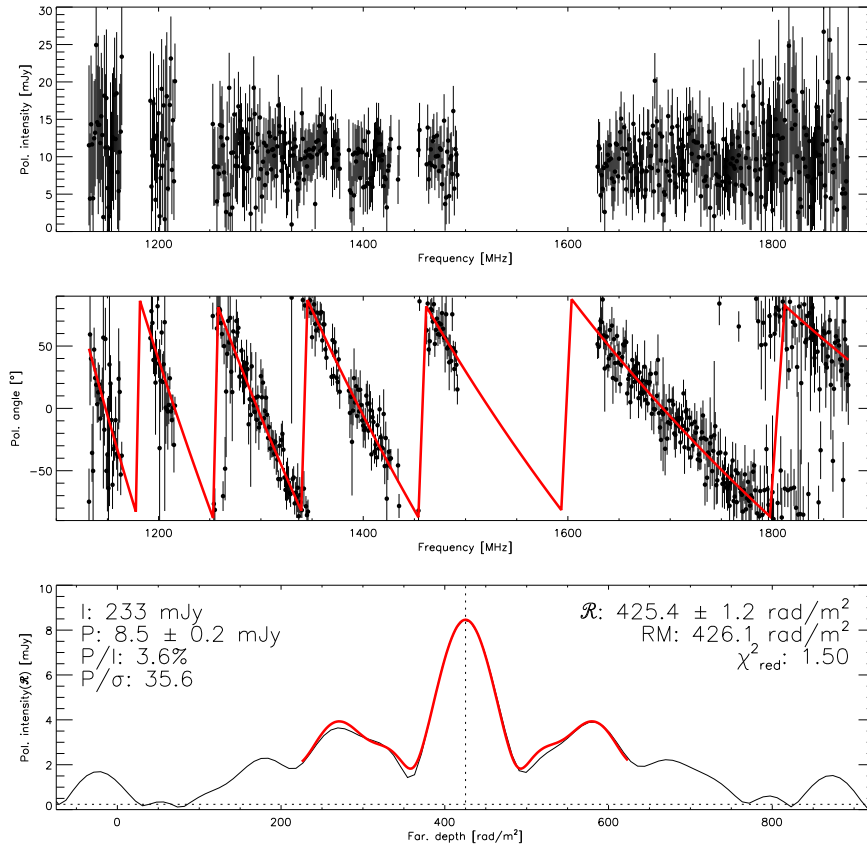 30
25
20
15
10
5
0
Pol. intensity [mJy]
1200 1400 1600 1800
Frequency [MHz]
50
0
−50
Pol. angle [°]
1200 1400 1600 1800
Frequency [MHz]
10
8
6
4
2
0
Pol. intensity(ℛ) [mJy]
I: 233 mJy
P: 8.5 ± 0.2 mJy
P/I: 3.6%
P/σ: 35.6
ℛ: 425.4 ± 1.2 rad/m²
RM: 426.1 rad/m²
χ²red: 1.50
0 200 400 600 800
Far. depth [rad/m²]